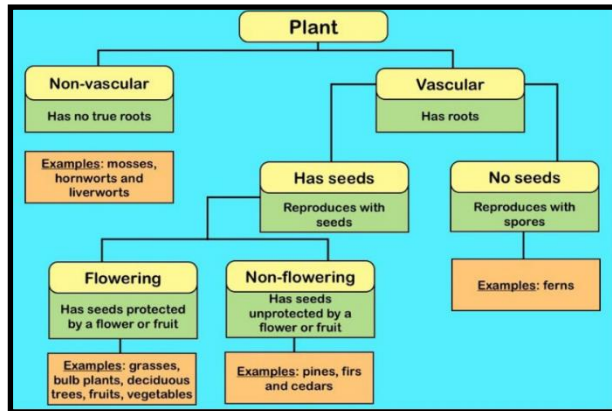 Plant
Non-vascular
Has no true roots
Examples: mosses,
hornworts and
liverworts
Vascular
Has roots
Has seeds
Reproduces with
seeds
No seeds
Reproduces with
spores
Examples: ferns
Flowering
Has seeds protected
by a flower or fruit
Examples: grasses,
bulb plants, deciduous
trees, fruits, vegetables
Non-flowering
Has seeds
unprotected by a
flower or fruit
Examples: pines, firs
and cedars